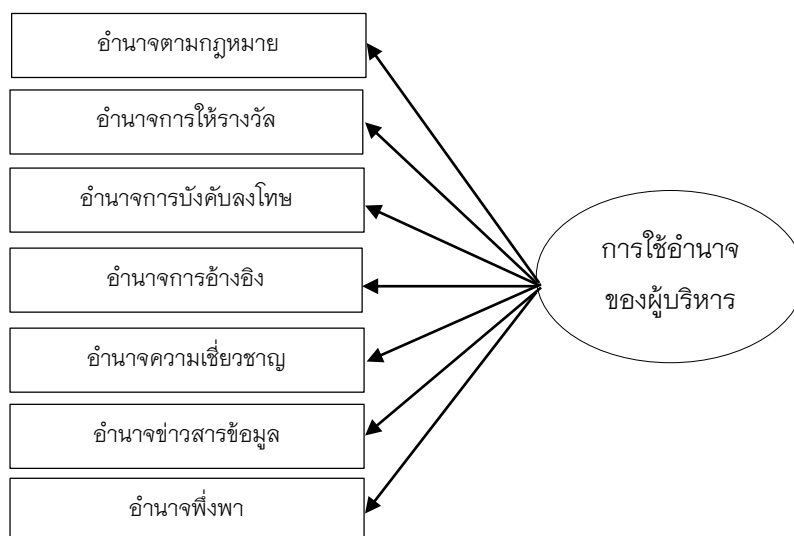 อำนาจตามกฎหมาย
อำนาจการให้รางวัล
อำนาจการบังคับลงโทษ
อำนาจการอ้างอิง
อำนาจความเชี่ยวชาญ
อำนาจข่าวสารข้อมูล
อำนาจพึ่งพา
การใช้อำนาจ
ของผู้บริหาร